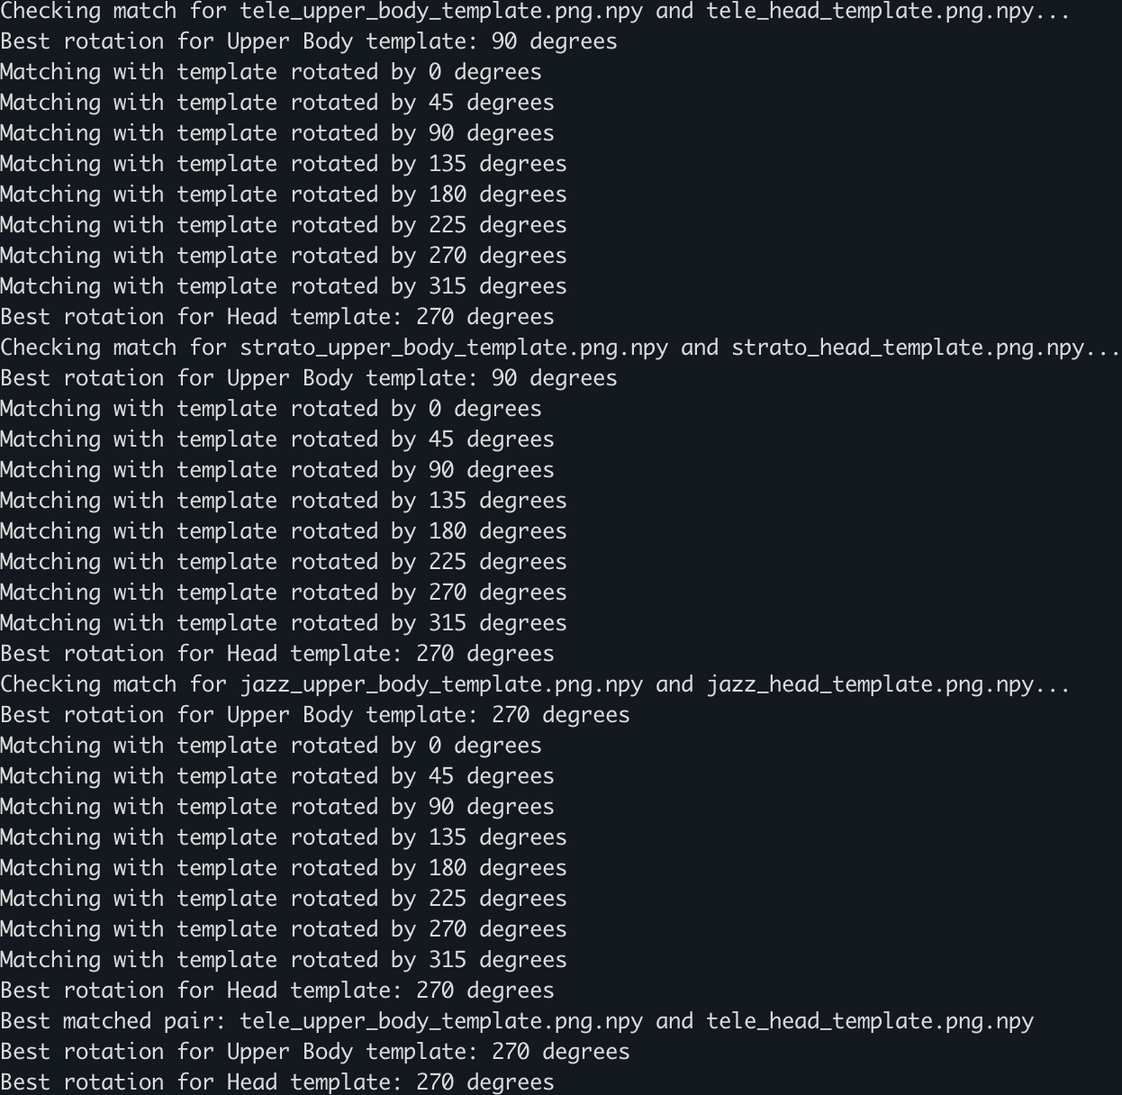 Checking match for tele_upper_body_template.png.npy and tele_head_template.png.npy...
Best rotation for Upper Body template: 90 degrees
Matching with template rotated by 0 degrees
Matching with template rotated by 45 degrees
Matching with template rotated by 90 degrees
Matching with template rotated by 135 degrees
Matching with template rotated by 180 degrees
Matching with template rotated by 225 degrees
Matching with template rotated by 270 degrees
Matching with template rotated by 315 degrees
Best rotation for Head template: 270 degrees
Checking match for strato_upper_body_template.png.npy and strato_head_template.png.npy...
Best rotation for Upper Body template: 90 degrees
Matching with template rotated by 0 degrees
Matching with template rotated by 45 degrees
Matching with template rotated by 90 degrees
Matching with template rotated by 135 degrees
Matching with template rotated by 180 degrees
Matching with template rotated by 225 degrees
Matching with template rotated by 270 degrees
Matching with template rotated by 315 degrees
Best rotation for Head template: 270 degrees
Checking match for jazz_upper_body_template.png.npy and jazz_head_template.png.npy...
Best rotation for Upper Body template: 270 degrees
Matching with template rotated by 0 degrees
Matching with template rotated by 45 degrees
Matching with template rotated by 90 degrees
Matching with template rotated by 135 degrees
Matching with template rotated by 180 degrees
Matching with template rotated by 225 degrees
Matching with template rotated by 270 degrees
Matching with template rotated by 315 degrees
Best rotation for Head template: 270 degrees
Best matched pair: tele_upper_body_template.png.npy and tele_head_template.png.npy
Best rotation for Upper Body template: 270 degrees
Best rotation for Head template: 270 degrees